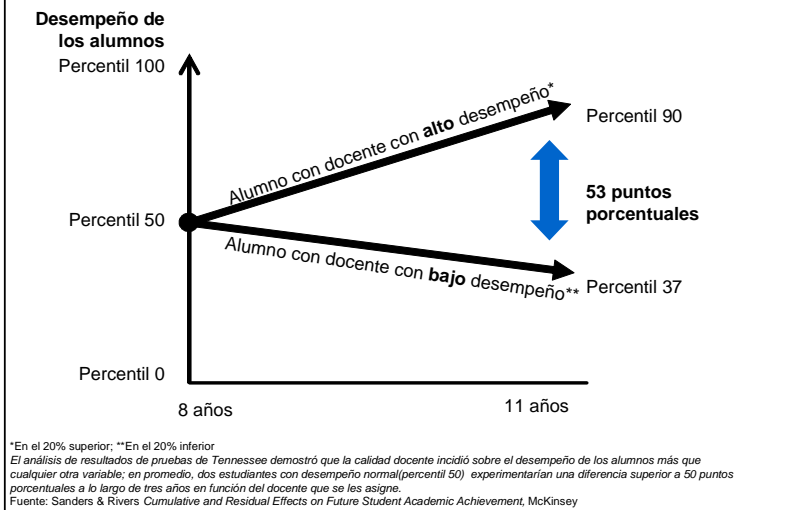 Desempeño de
los alumnos
Percentil 100
Alumno con docente con alto desempeño*
Percentil 90
53 puntos
porcentuales
Percentil 50
Alumno con docente con bajo desempeño**
Percentil 37
Percentil 0
8 años
11 años
*En el 20% superior; **En el 20% inferior
El análisis de resultados de pruebas de Tennessee demostró que la calidad docente incidió sobre el desempeño de los alumnos más que
cualquier otra variable; en promedio, dos estudiantes con desempeño normal(percentil 50) experimentarían una diferencia superior a 50 puntos
porcentuales a lo largo de tres años en función del docente que se les asigne.
Fuente: Sanders & Rivers Cumulative and Residual Effects on Future Student Academic Achievement, McKinsey